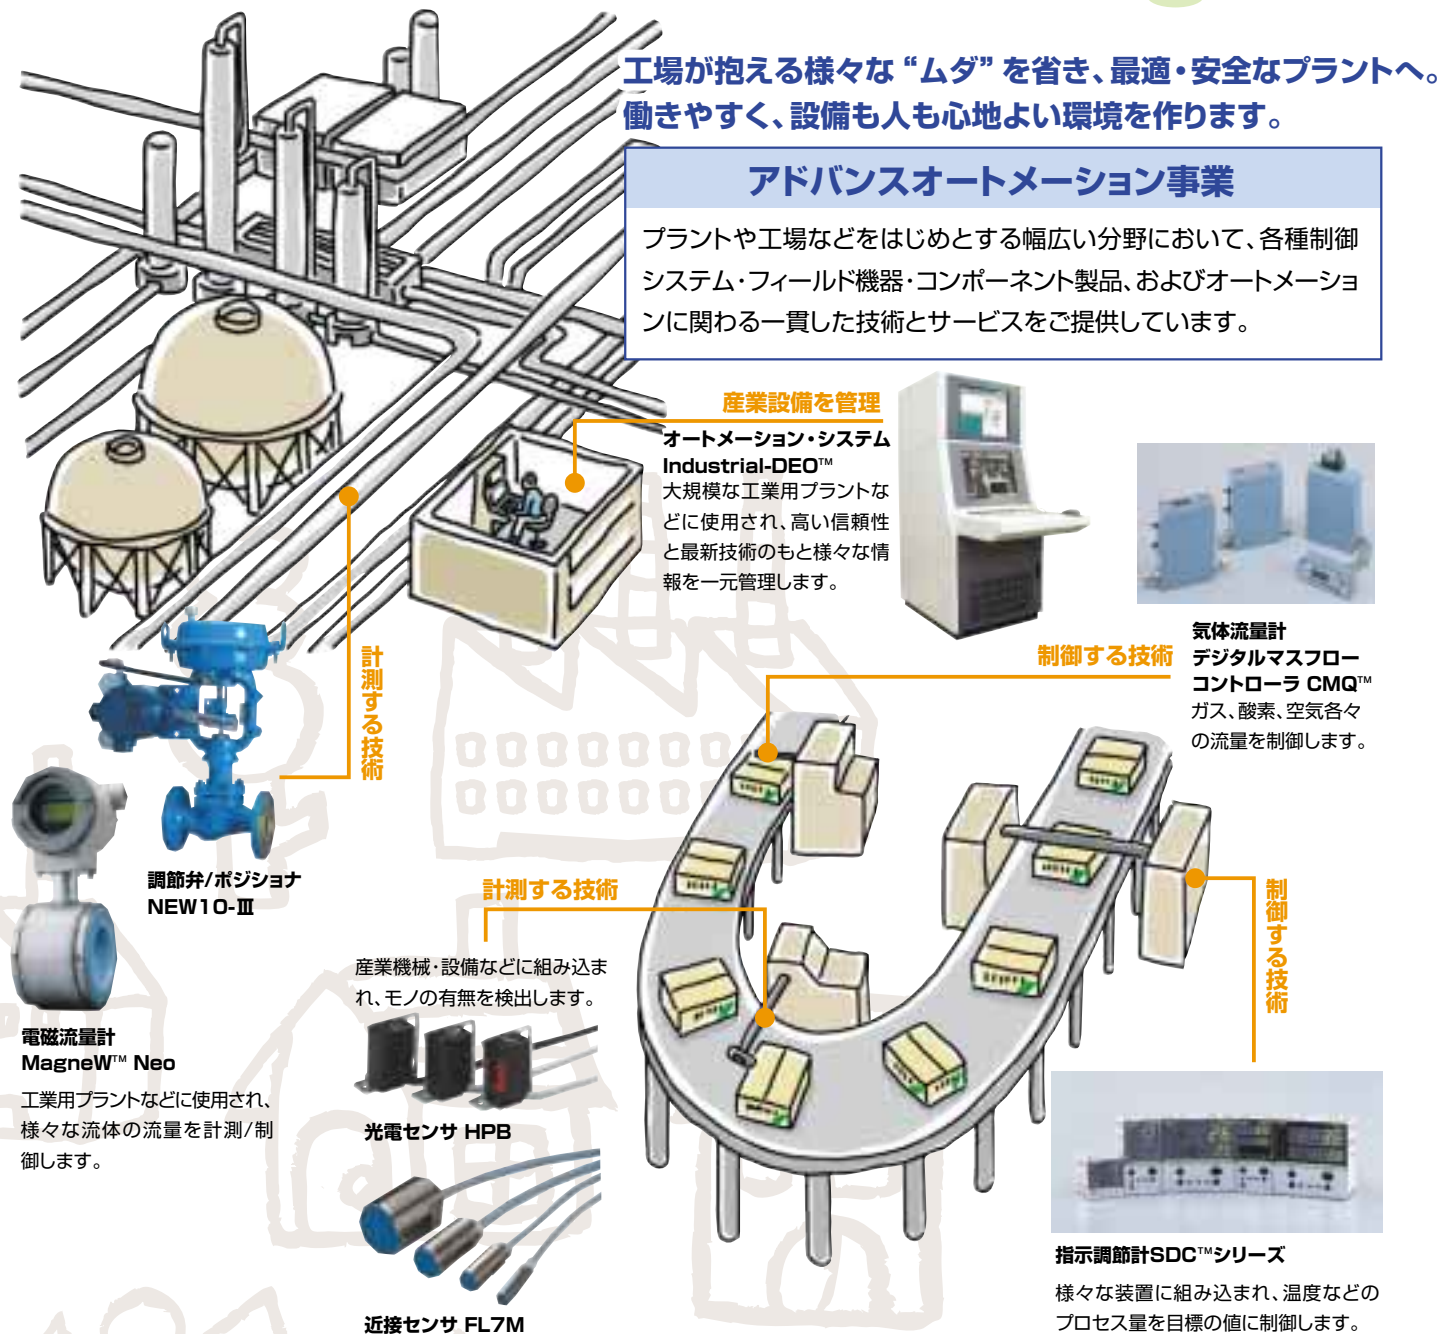 工場が抱える様々な“ムダ”を省き、最適・安全なプラントへ。
働きやすく、設備も人も心地よい環境を作ります。
アドバンスオートメーション事業
プラントや工場などをはじめとする幅広い分野において、各種制御
システム・フィールド機器・コンポーネント製品、およびオートメーショ
ンに関わる一貫した技術とサービスをご提供しています。
産業設備を管理
オートメーション・システム
Industrial-DEO™
大規模な工業用プラントな
どに使用され、高い信頼性
と最新技術のもと様々な情
報を一元管理します。
制御する技術
気体流量計
デジタルマスフロー
コントローラ CMQ™
ガス、酸素、空気各々
の流量を制御します。
計測する技術
調節弁/ポジショナ
NEW10-Ⅲ
電磁流量計
MagneW™ Neo
工業用プラントなどに使用され、
様々な流体の流量を計測/制
御します。
計測する技術
産業機械・設備などに組み込ま
れ、モノの有無を検出します。
光電センサ HPB
近接センサ FL7M
制御する技術
指示調節計SDC™シリーズ
様々な装置に組み込まれ、温度などの
プロセス量を目標の値に制御します。